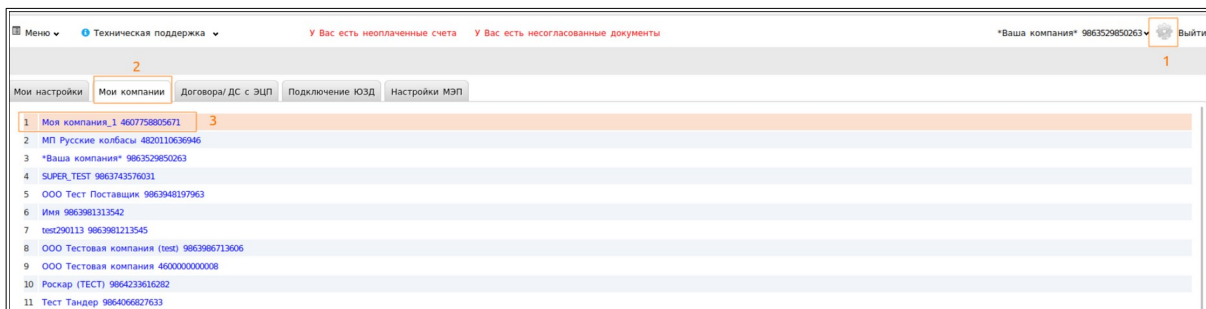 Меню Техническая поддержка У Вас есть неоплаченные счета У Вас есть несогласованные документы *Ваша компания* 9863529850263 Выйти
1
2
Мои настройки Мои компании Договора/ДС с ЭЦП Подключение ЮЗД Настройки МЭП
1 Моя компания_1 4607758805671 3
2 МП Русские колбасы 4820110636946
3 *Ваша компания* 9863529850263
4 SUPER_TEST 9863743576031
5 ООО Тест Поставщик 9863948197963
6 Имя 9863981313542
7 test290113 9863981213545
8 ООО Тестовая компания (test) 9863986713606
9 ООО Тестовая компания 4600000000008
10 Роскар (ТЕСТ) 9864233616282
11 Тест Тандер 9864066827633